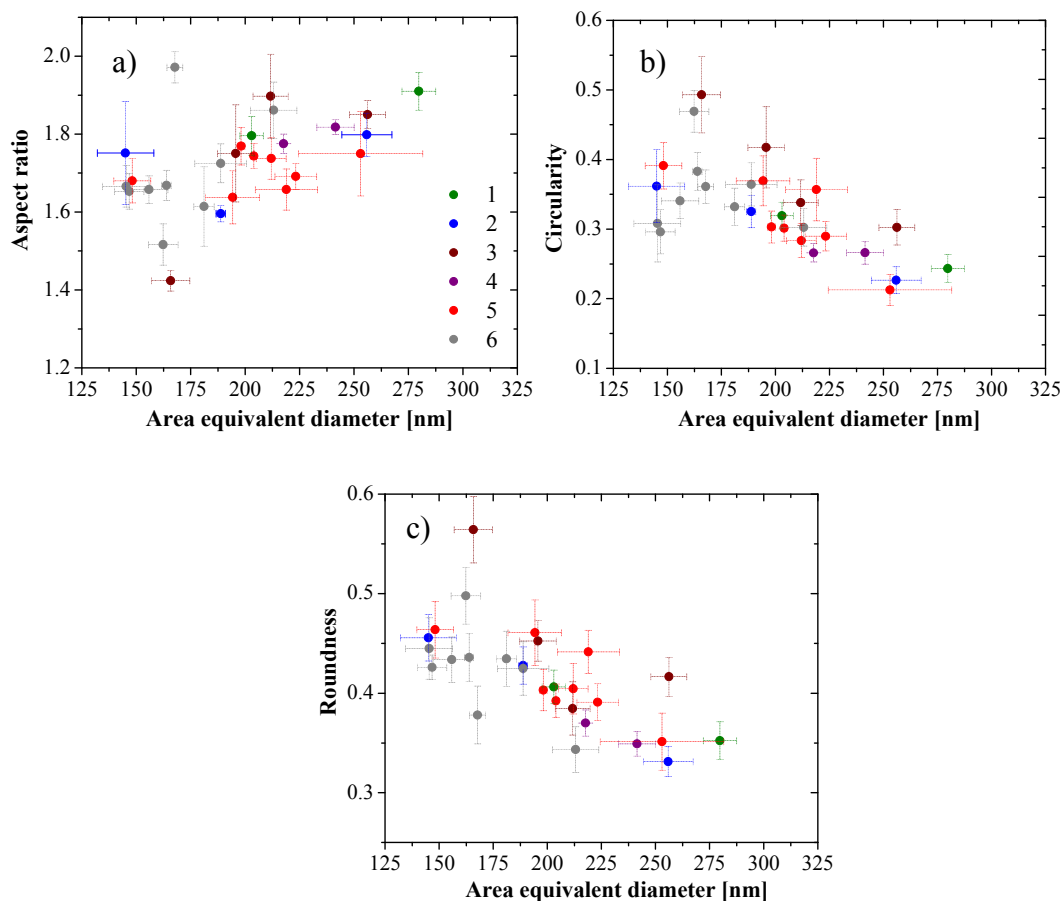 a)
2.0
1.8
1.6
1.4
1.2
Aspect ratio
1
2
3
4
5
6
125 150 175 200 225 250 275 300 325
Area equivalent diameter [nm]
b)
0.6
0.5
0.4
0.3
0.2
0.1
Circularity
125 150 175 200 225 250 275 300 325
Area equivalent diameter [nm]
c)
0.6
0.5
0.4
0.3
Roundness
125 150 175 200 225 250 275 300 325
Area equivalent diameter [nm]